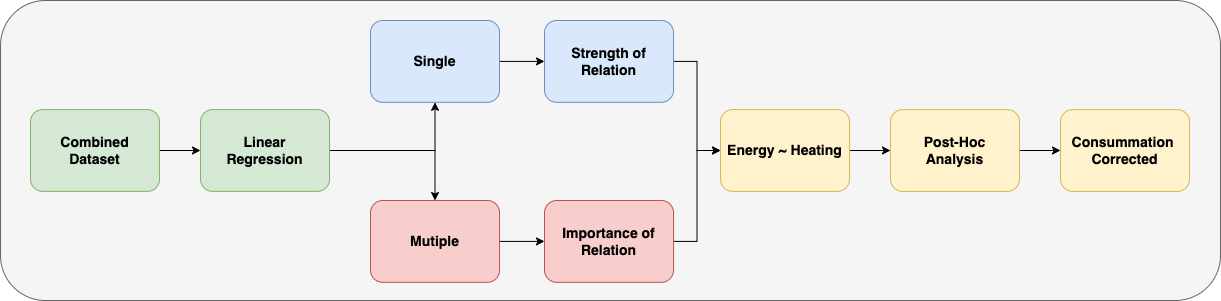 Single
Strength of
Relation
Combined
Dataset
Linear
Regression
Energy ~ Heating
Post-Hoc
Analysis
Consummation
Corrected
Mutiple
Importance of
Relation